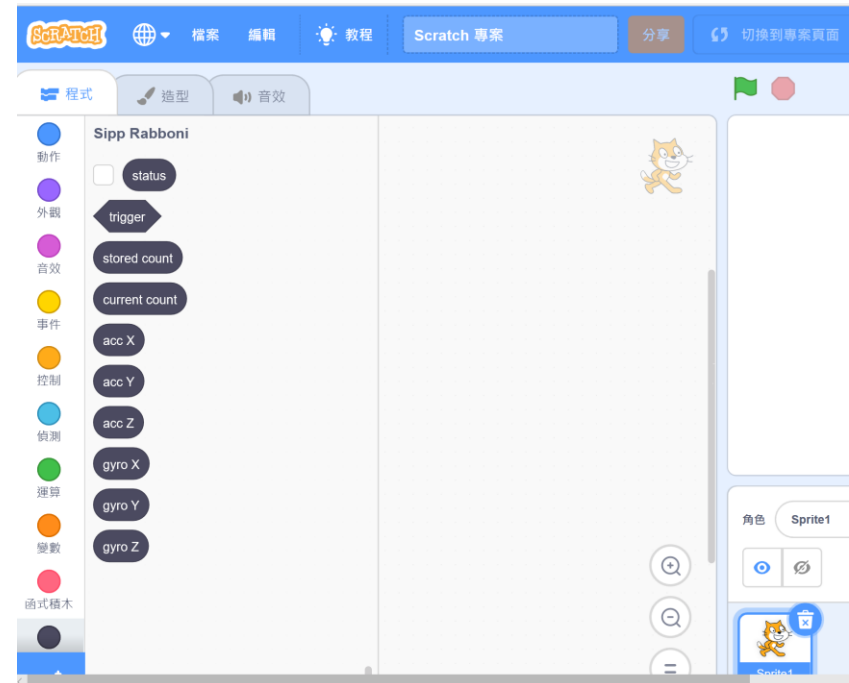 SCRATCH 檔案 編輯 教程 Scratch 專案 分享 切換到專案頁面
程式 造型 音效
動作
外觀
音效
事件
控制
偵測
運算
變數
函式積木
Sipp Rabboni
status
trigger
stored count
current count
acc X
acc Y
acc Z
gyro X
gyro Y
gyro Z
角色 Sprite1
Sprite1